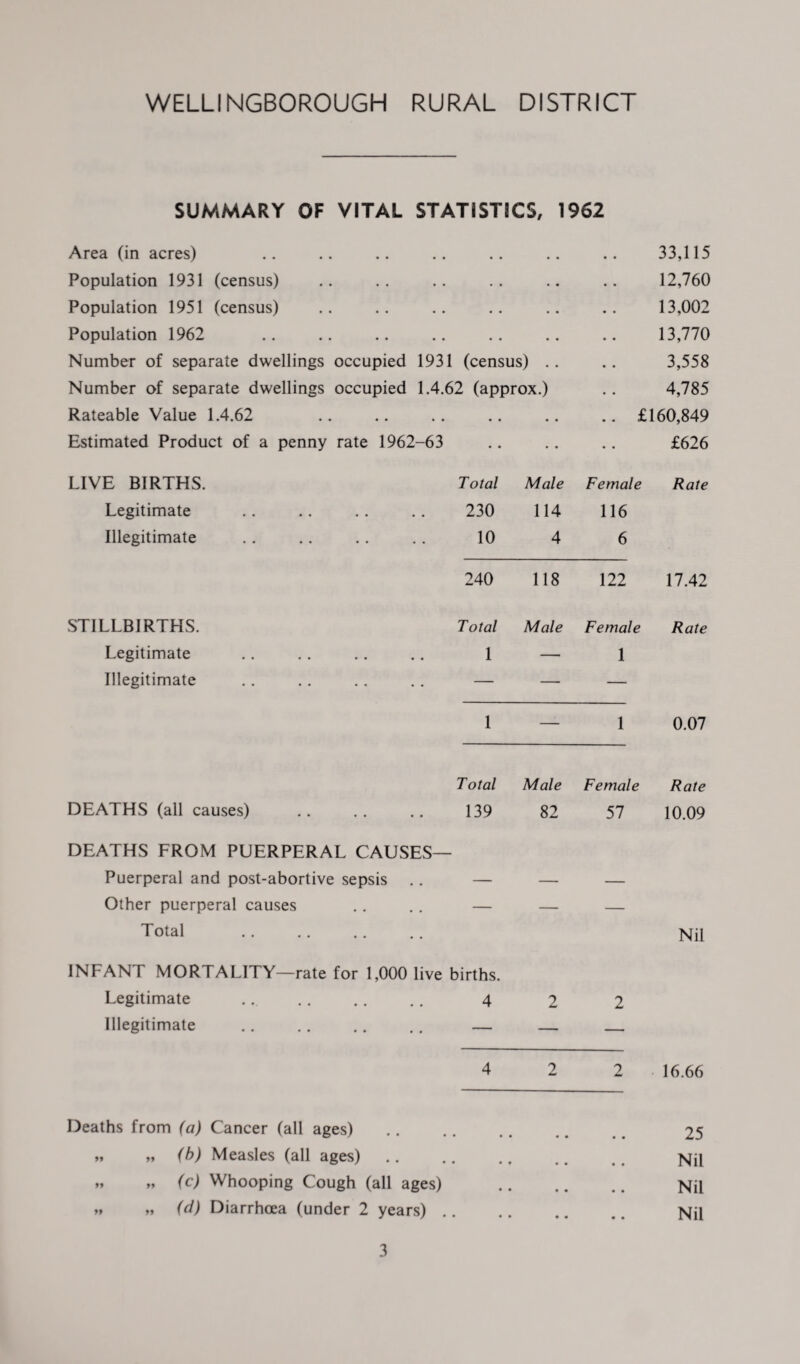 WELLINGBOROUGH RURAL DISTRICT
SUMMARY OF VITAL STATISTICS, 1962
Area (in acres) .. .. .. .. .. .. .. 33,115
Population 1931 (census) .. .. .. .. .. .. 12,760
Population 1951 (census) .. .. .. .. .. .. 13,002
Population 1962 .. .. .. .. .. .. .. 13,770
Number of separate dwellings occupied 1931 (census) .. .. 3,558
Number of separate dwellings occupied 1.4.62 (approx.) .. 4,785
Rateable Value 1.4.62 .. .. .. .. .. .. £160,849
Estimated Product of a penny rate 1962-63 .. .. .. £626
LIVE BIRTHS. Total Male Female Rate
Legitimate .. .. .. .. 230 114 116
Illegitimate .. .. .. .. 10 4 6
240 118 122 17.42
STILLBIRTHS. Total Male Female Rate
Legitimate .. .. .. .. 1 — 1
Illegitimate .. .. .. .. — — —
1 — 1 0.07
Total Male Female Rate
DEATHS (all causes) .. .. .. 139 82 57 10.09
DEATHS FROM PUERPERAL CAUSES—
Puerperal and post-abortive sepsis .. — — —
Other puerperal causes .. .. — — —
Total .. .. .. .. Nil
INFANT MORTALITY—rate for 1,000 live births.
Legitimate .. .. .. .. 4 2 2
Illegitimate .. .. .. .. — — —
4 2 2 16.66
Deaths from (a) Cancer (all ages) .. .. .. .. .. 25
„ „ (b) Measles (all ages) .. .. .. .. .. Nil
„ „ (c) Whooping Cough (all ages) .. .. .. Nil
„ „ (d) Diarrhœa (under 2 years) .. .. .. .. Nil
3